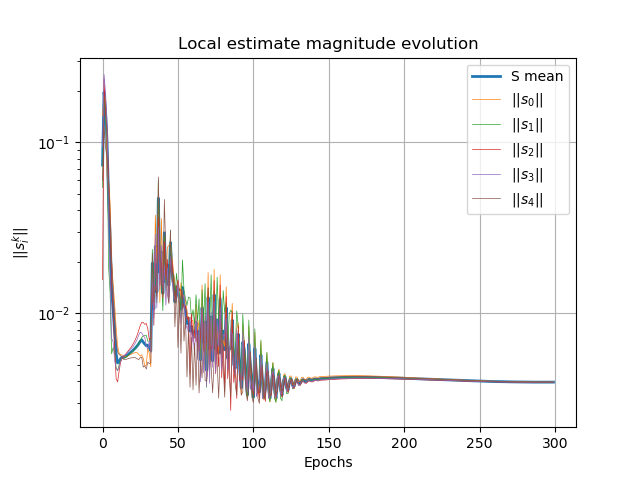 Local estimate magnitude evolution
S mean
||s₀||
||s₁||
||s₂||
||s₃||
||s₄||
||sᵢᵏ||
10⁻¹
10⁻²
0 50 100 150 200 250 300
Epochs